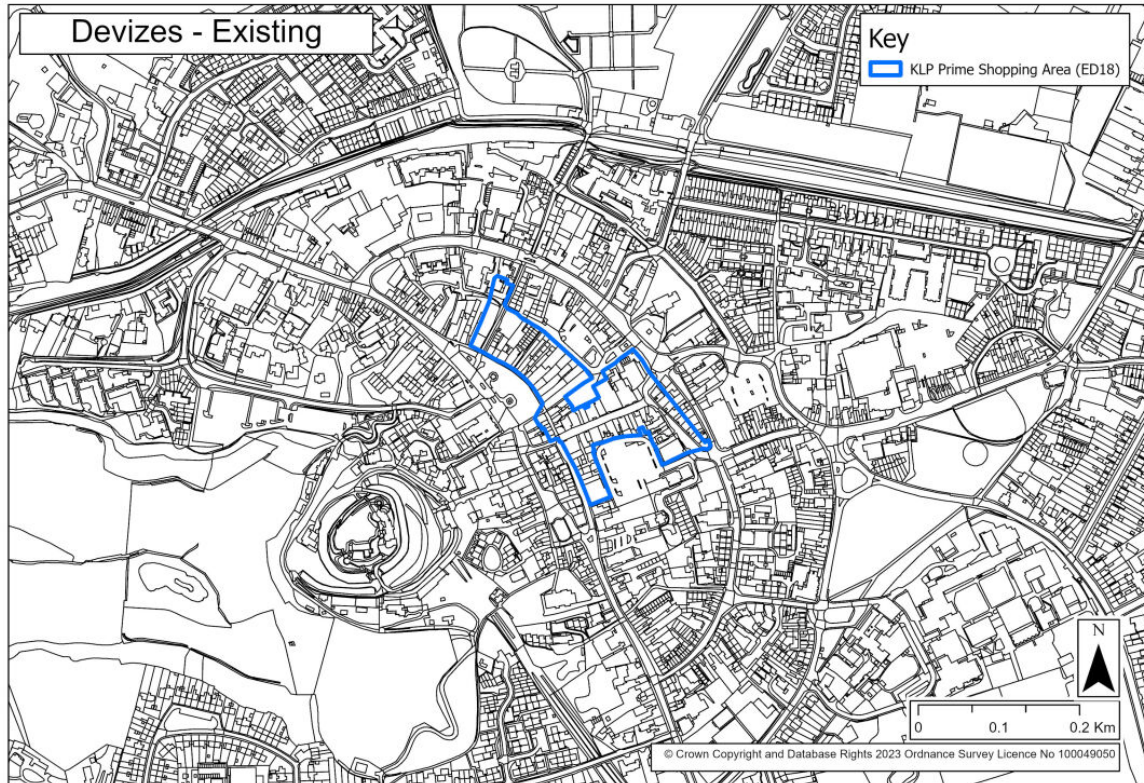 Devizes - Existing
Key
KLP Prime Shopping Area (ED18)
N
0 0.1 0.2 Km
© Crown Copyright and Database Rights 2023 Ordnance Survey Licence No 100049050